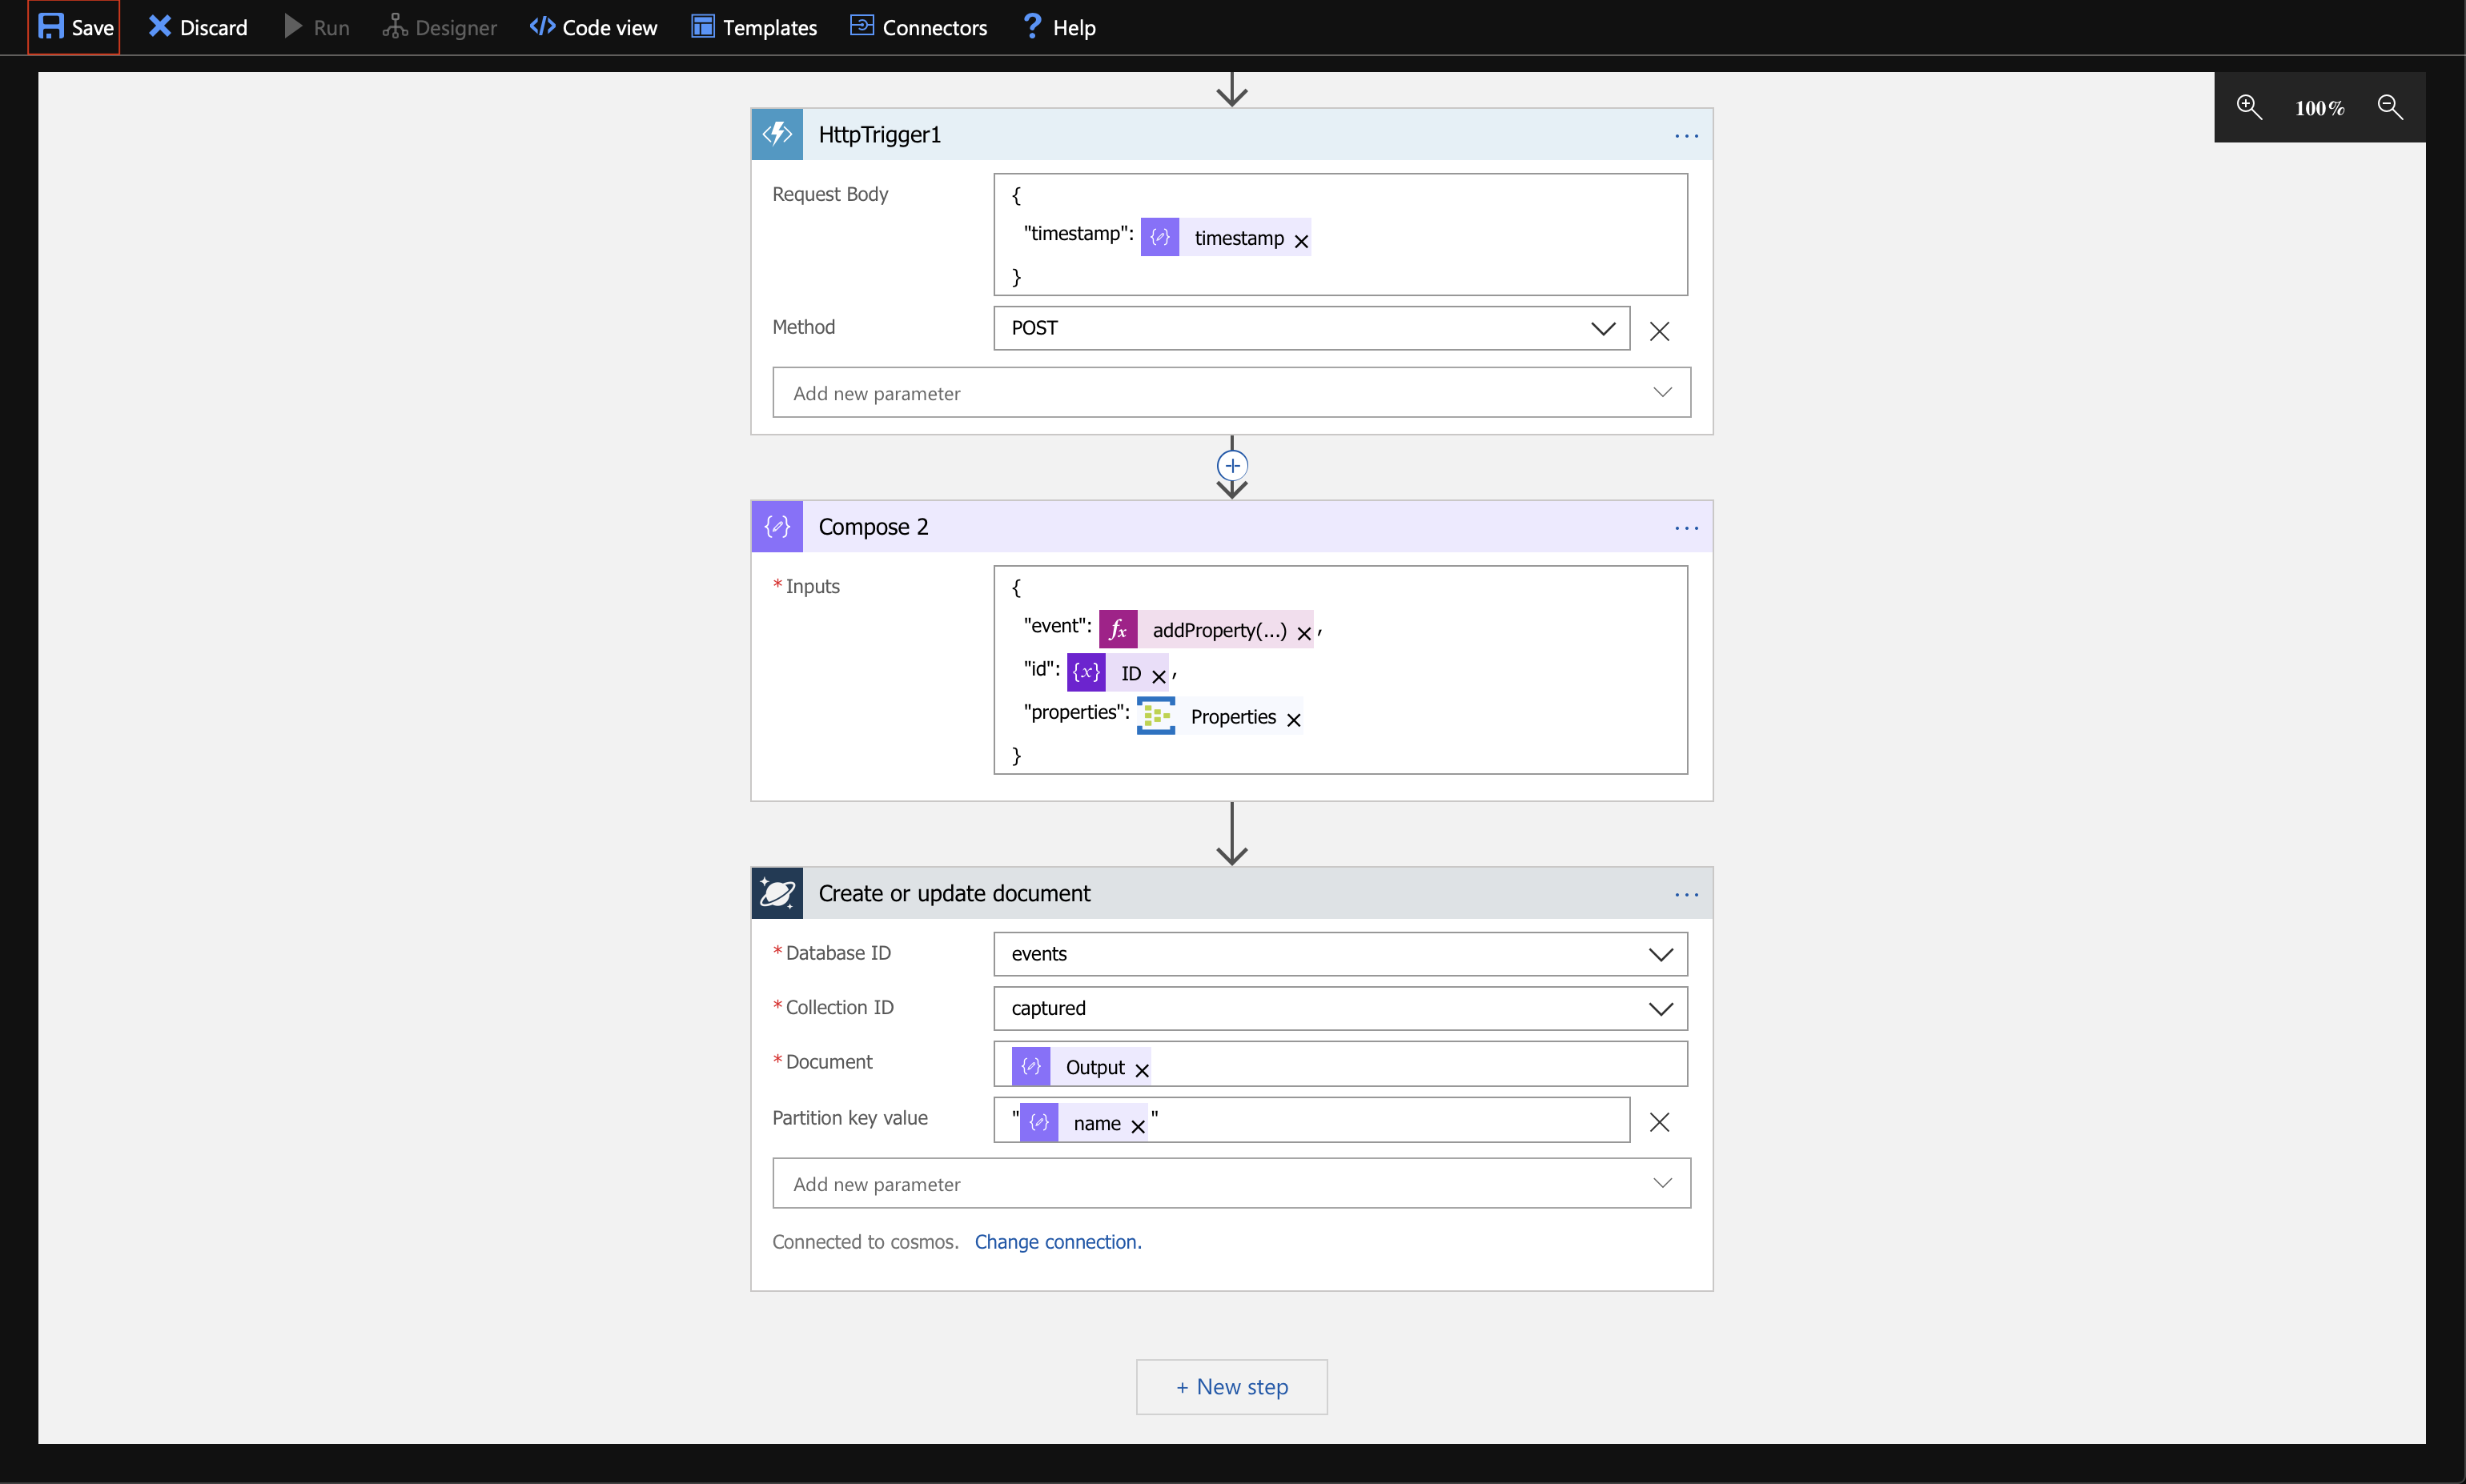 Save Discard Run Designer </> Code view Templates Connectors ? Help
100%
HttpTrigger1 ...
Request Body
{
"timestamp": timestamp ×
}
Method POST ×
Add new parameter
Compose 2 ...
* Inputs
{
"event": fx addProperty(...) × ,
"id": {x} ID × ,
"properties": Properties ×
}
Create or update document ...
* Database ID events
* Collection ID captured
* Document Output ×
Partition key value " name × " ×
Add new parameter
Connected to cosmos. Change connection.
+ New step